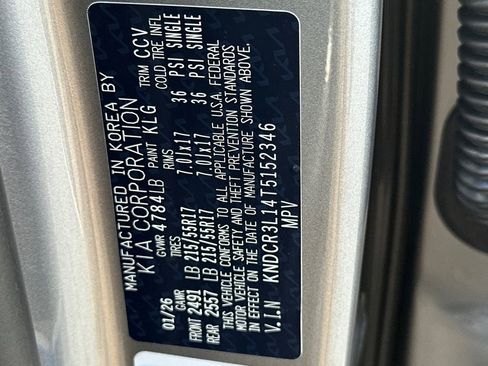 MANUFACTURED IN KOREA BY
KIA CORPORATION
GVWR 4784LB PAINT KLG TRIM CCV
01/26 GAWR TIRES RIMS COLD TIRE INFL
FRONT 2491 LB 215/55R17 7.0Jx17 36 PSI SINGLE
REAR 2557 LB 215/55R17 7.0Jx17 36 PSI SINGLE
THIS VEHICLE CONFORMS TO ALL APPLICABLE U.S.A. FEDERAL
MOTOR VEHICLE SAFETY AND THEFT PREVENTION STANDARDS
IN EFFECT ON THE DATE OF MANUFACTURE SHOWN ABOVE.
V.I.N KNDCR3L14T5152346
MPV